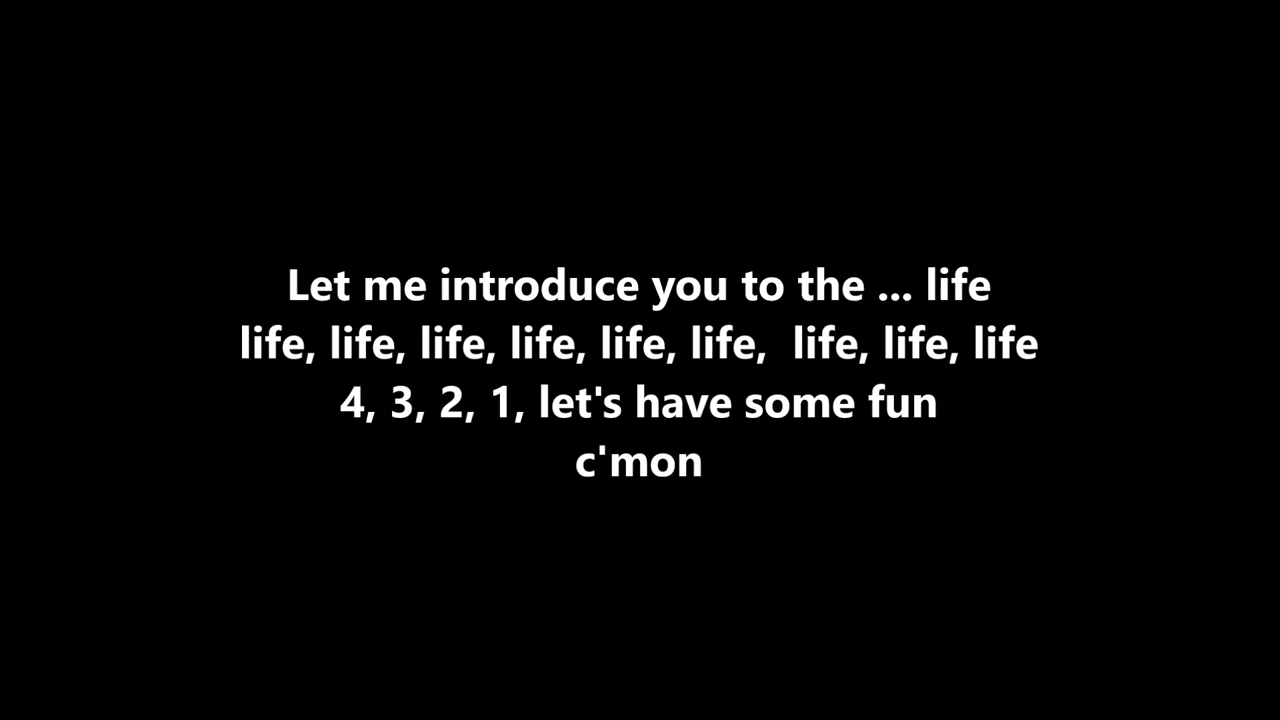 Let me introduce you to the ... life
life, life, life, life, life, life,  life, life, life
4, 3, 2, 1, let's have some fun
c'mon